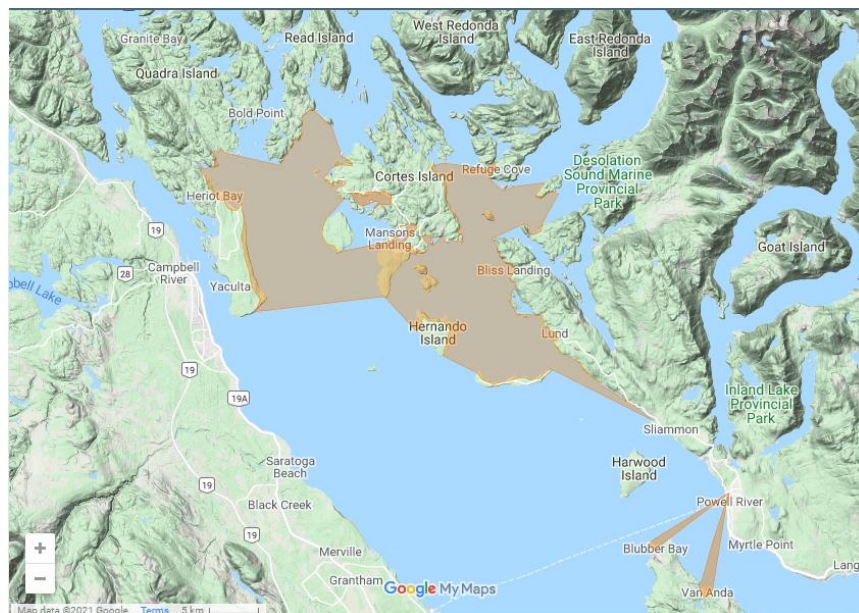 Granite Bay
Read Island
West Redonda
Island
East Redonda
Island
Quadra Island
Bold Point
Refuge Cove
Cortes Island
Desolation
Sound Marine
Provincial
Park
Heriot Bay
Mansons
Landing
Goat Island
19
28
Campbell
River
Yaculta
Bliss Landing
Hernando
Island
Lund
19
19A
Inland Lake
Provincial
Park
Sliammon
Harwood
Island
Saratoga
Beach
19
Black Creek
Powell River
19
Merville
Blubber Bay
Myrtle Point
Grantham
Van Anda
Google My Maps
Map data ©2021 Google
Terms
5 km